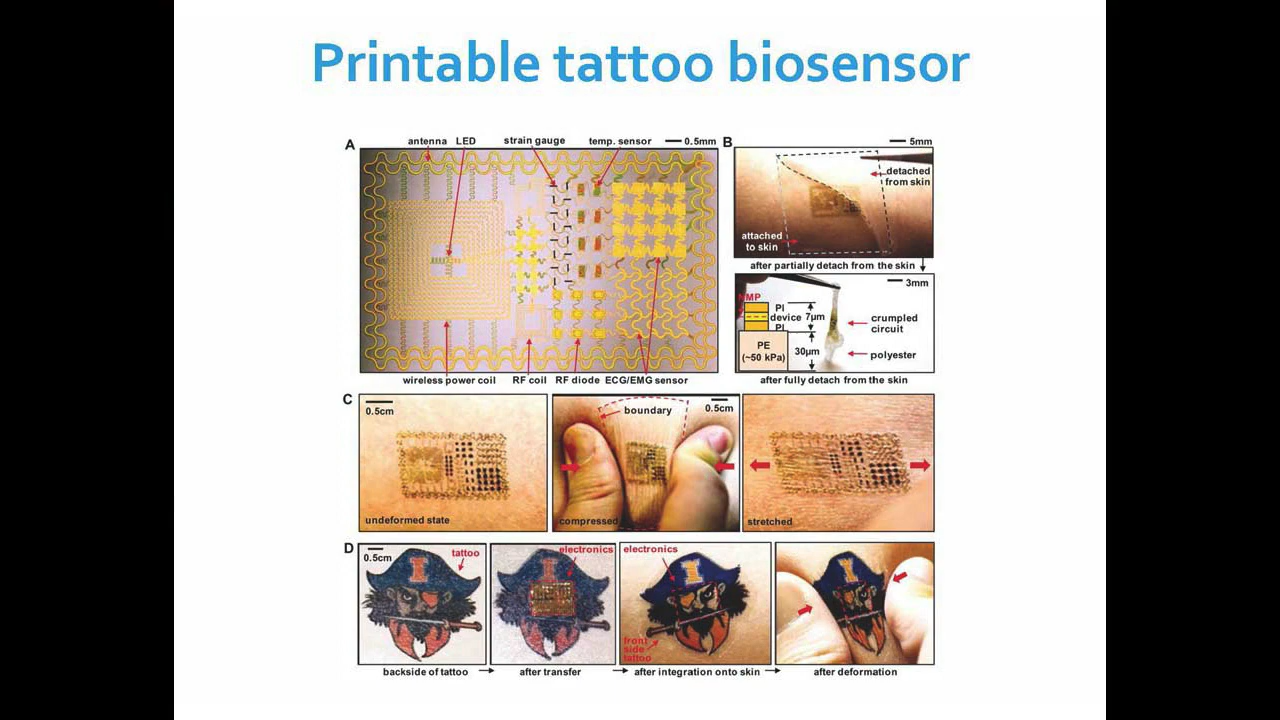 Printable tattoo biosensor
A
antenna LED strain gauge temp. sensor 0.5mm
wireless power coil RF coil RF diode ECG/EMG sensor
B
5mm
detached
from skin
attached
to skin
after partially detach from the skin
3mm
PI
device 7µm
PI
PE
(~50 kPa)
30µm
crumpled
circuit
polyester
after fully detach from the skin
C
0.5cm
undeformed state
boundary
0.5cm
compressed
stretched
D
0.5cm
tattoo
I
backside of tattoo
electronics
I
after transfer
electronics
I
front
side
tattoo
after integration onto skin
I
after deformation